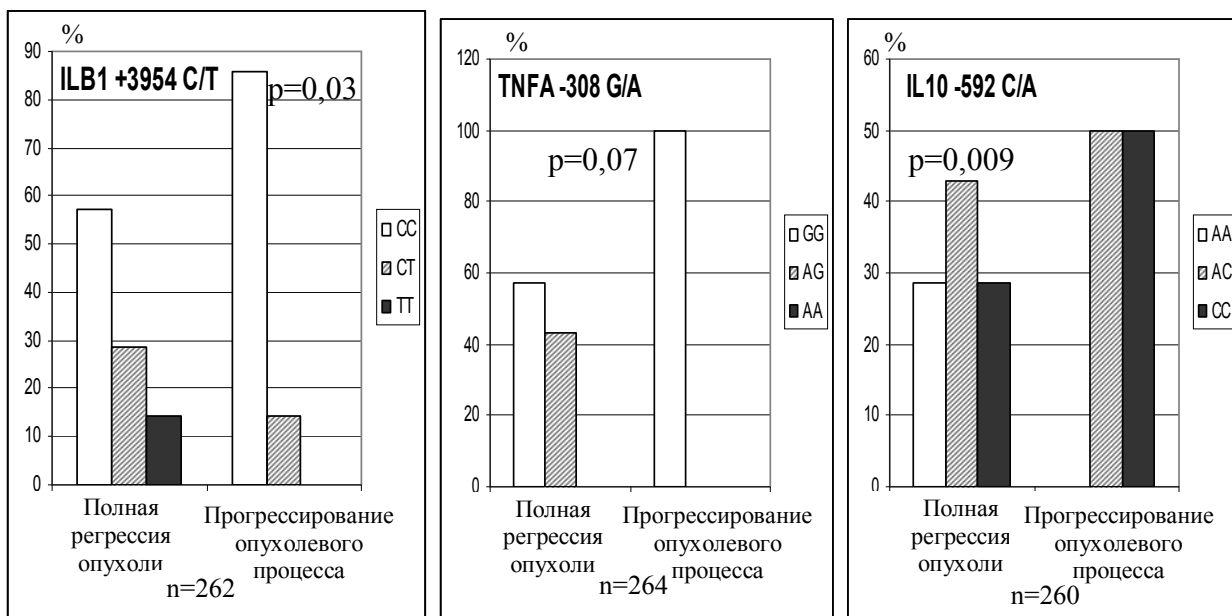 %
ILB1 +3954 C/T
p=0,03
90
80
70
60
50
40
30
20
10
0
CC
CT
TT
Полная
регрессия
опухоли
Прогрессирование
опухолевого
процесса
n=262
%
TNFA -308 G/A
p=0,07
120
100
80
60
40
20
0
GG
AG
AA
Полная
регрессия
опухоли
Прогрессирование
опухолевого
процесса
n=264
%
IL10 -592 C/A
p=0,009
60
50
40
30
20
10
0
AA
AC
CC
Полная
регрессия
опухоли
Прогрессирование
опухолевого
процесса
n=260